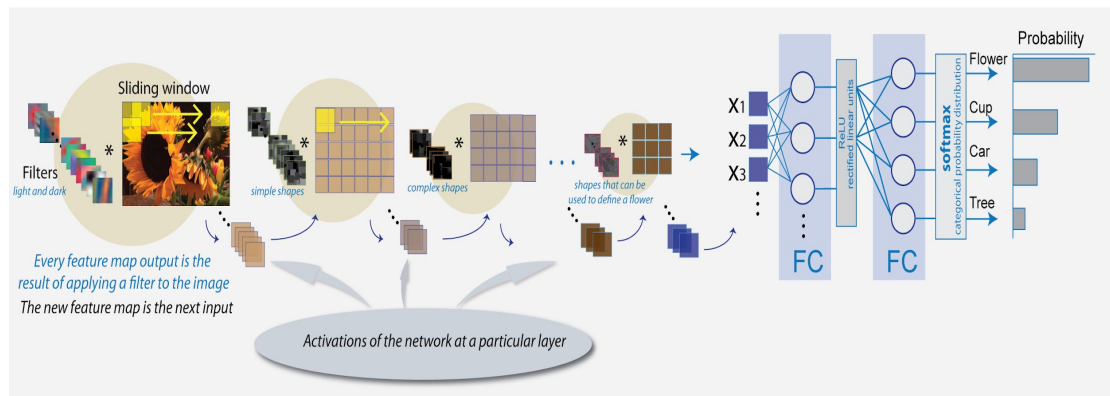 Sliding window
Filters
light and dark
*
simple shapes
*
complex shapes
*
shapes that can be
used to define a flower
*
Every feature map output is the
result of applying a filter to the image
The new feature map is the next input
Activations of the network at a particular layer
X1
X2
X3
FC
ReLU
rectified linear units
FC
softmax
categorical probability distribution
Probability
Flower
Cup
Car
Tree